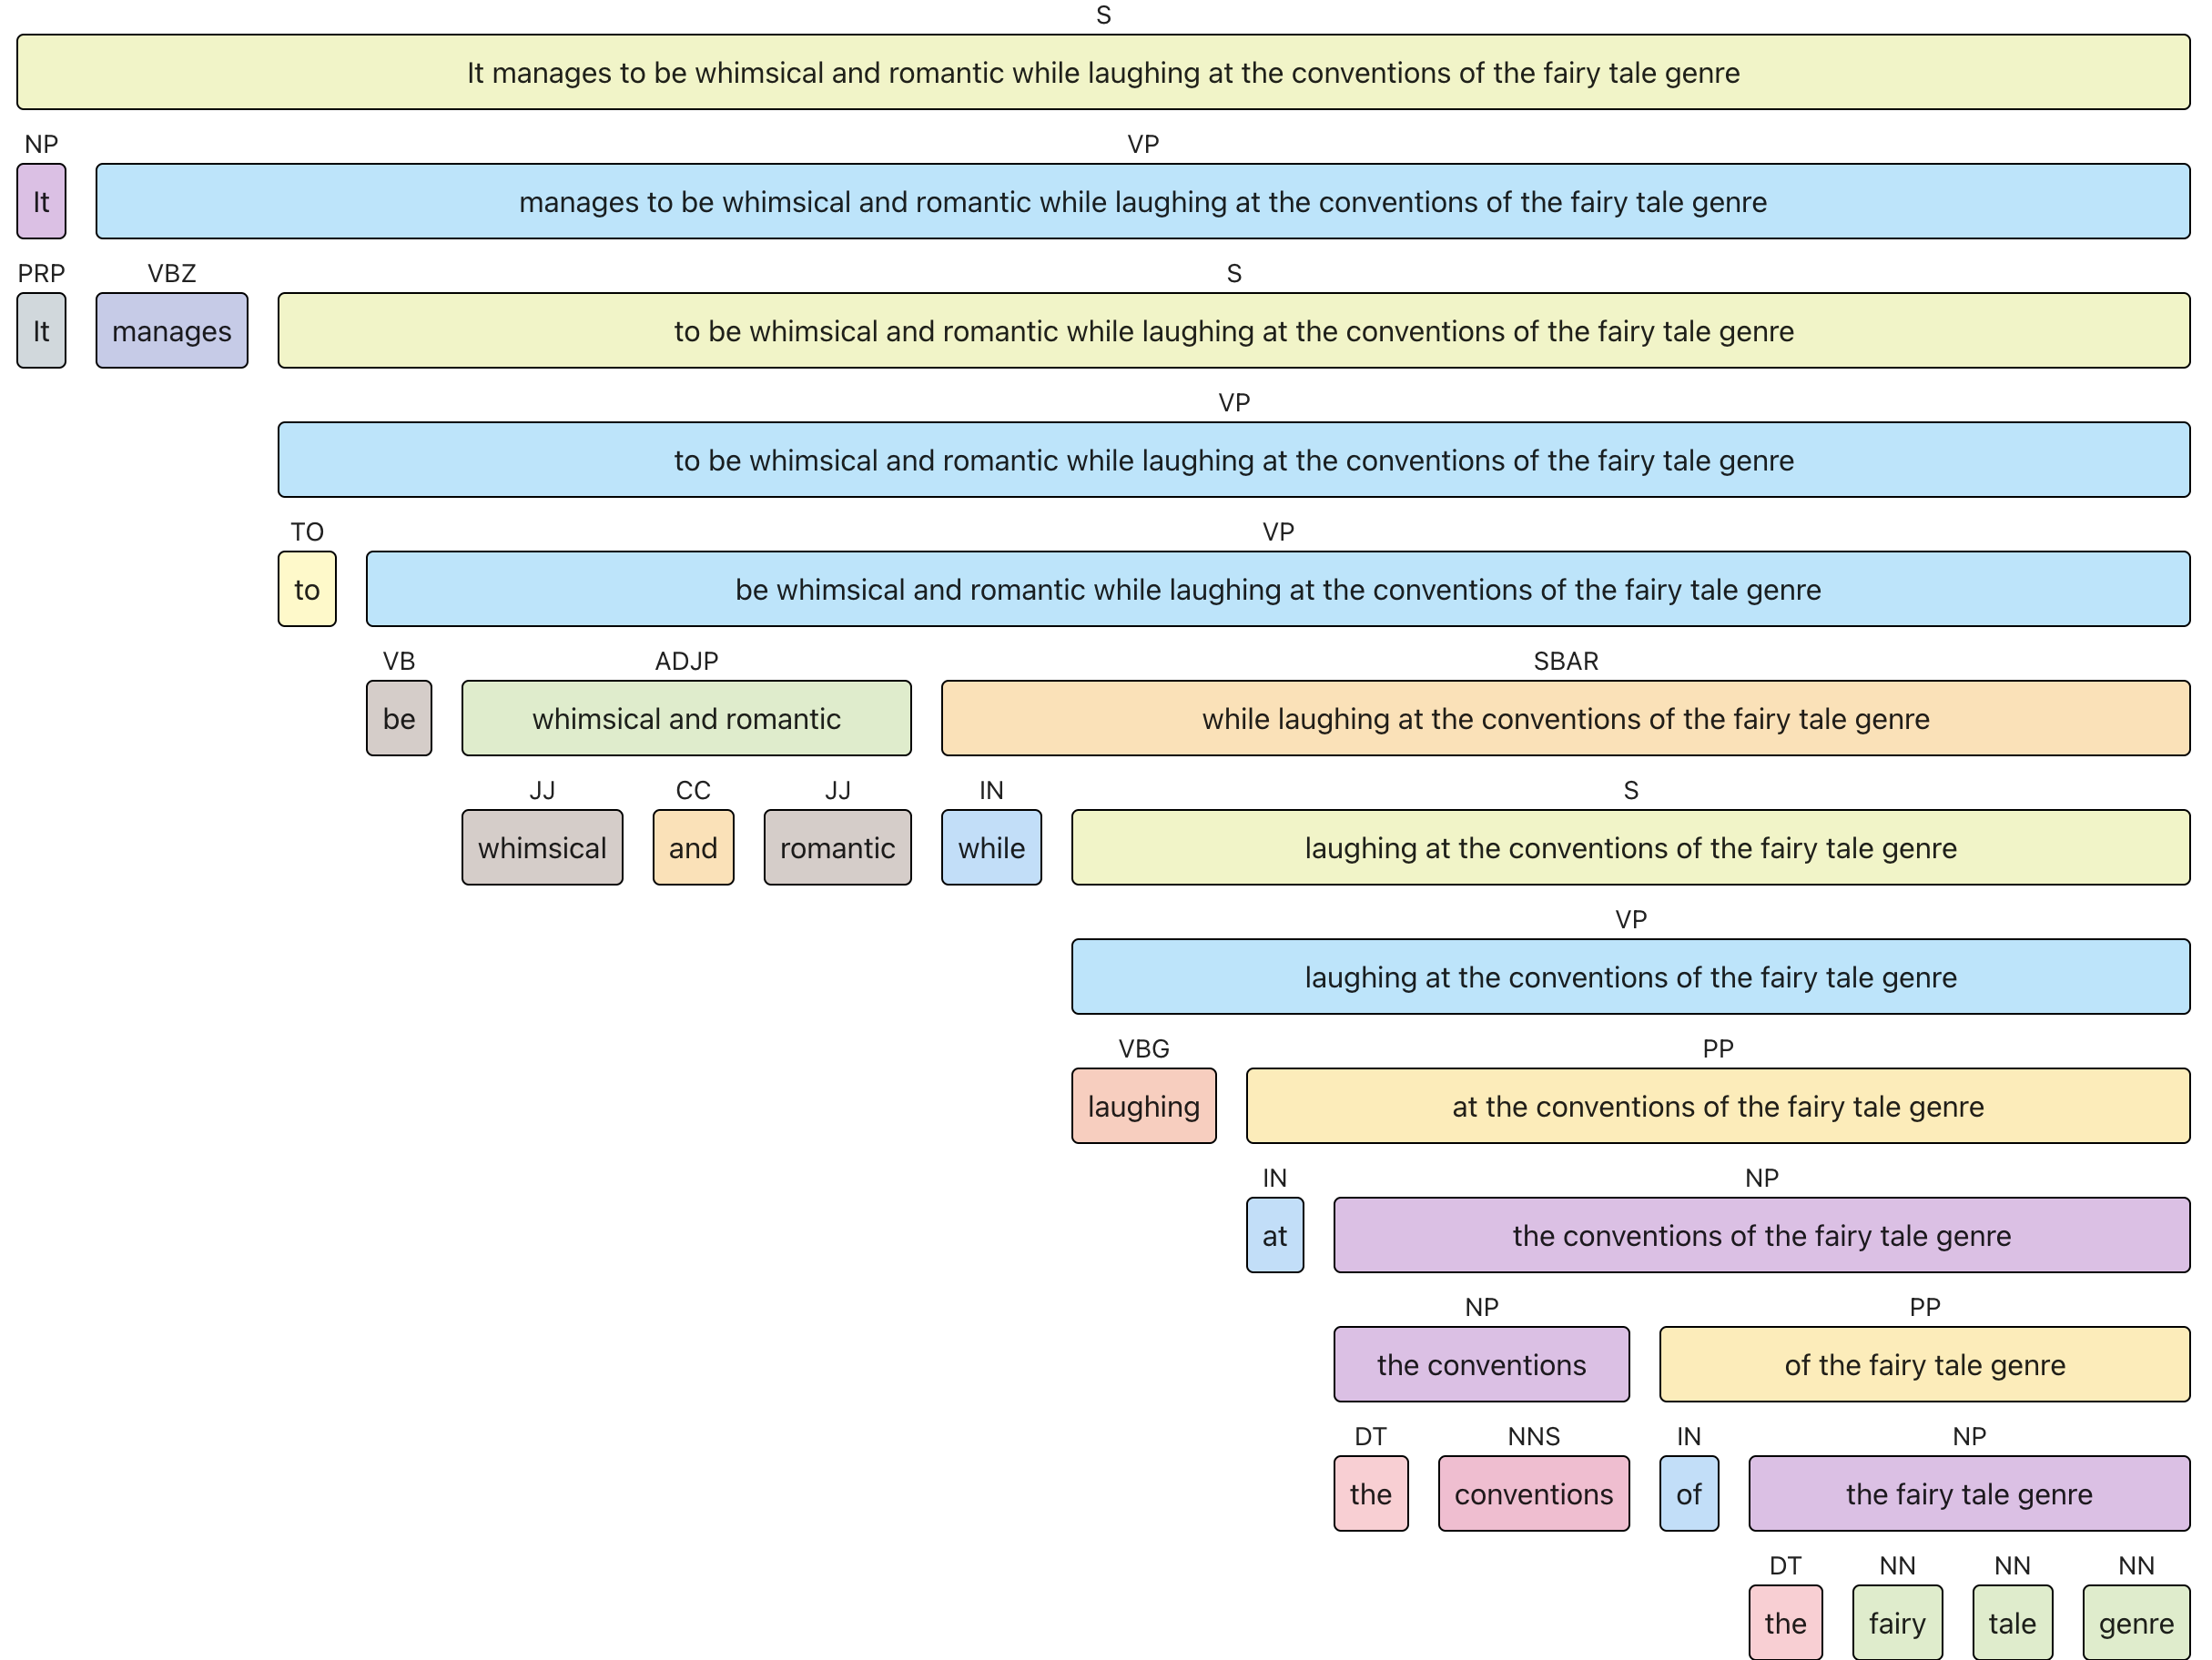 S
It manages to be whimsical and romantic while laughing at the conventions of the fairy tale genre
NP VP
It manages to be whimsical and romantic while laughing at the conventions of the fairy tale genre
PRP VBZ S
It manages to be whimsical and romantic while laughing at the conventions of the fairy tale genre
VP
to be whimsical and romantic while laughing at the conventions of the fairy tale genre
TO VP
to be whimsical and romantic while laughing at the conventions of the fairy tale genre
VB ADJP SBAR
be whimsical and romantic while laughing at the conventions of the fairy tale genre
JJ CC JJ IN S
whimsical and romantic while laughing at the conventions of the fairy tale genre
VP
laughing at the conventions of the fairy tale genre
VBG PP
laughing at the conventions of the fairy tale genre
IN NP
at the conventions of the fairy tale genre
NP PP
the conventions of the fairy tale genre
DT NNS IN NP
the conventions of the fairy tale genre
DT NN NN NN
the fairy tale genre